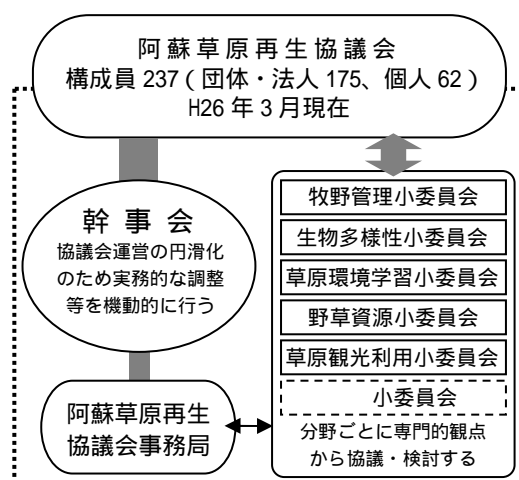 阿蘇草原再生協議会
構成員 237（団体・法人 175、個人 62）
H26 年 3 月現在
幹 事 会
協議会運営の円滑化
のため実務的な調整
等を機動的に行う
阿蘇草原再生
協議会事務局
牧野管理小委員会
生物多様性小委員会
草原環境学習小委員会
野草資源小委員会
草原観光利用小委員会
小委員会
分野ごとに専門的観点
から協議・検討する